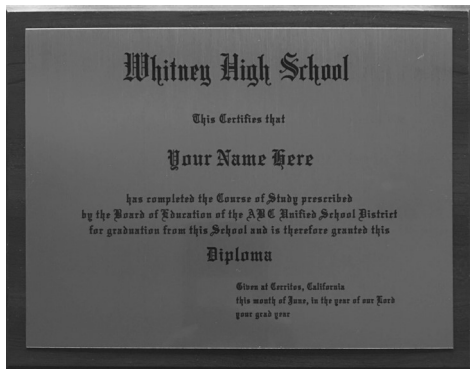 Whitney High School
This Certifies that
Your Name Here
has completed the Course of Study prescribed
by the Board of Education of the ABC Unified School District
for graduation from this School and is therefore granted this
Diploma
Given at Cerritos, California
this month of June, in the year of our Lord
your grad year